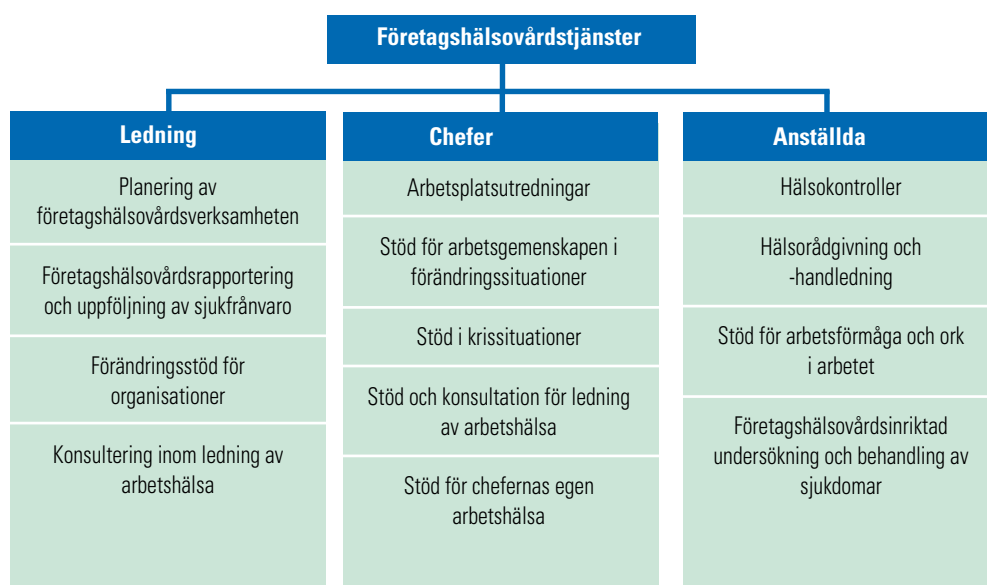 Företagshälsovårdstjänster
Ledning
Planering av
företagshälsovårdsverksamheten
Företagshälsovårdsrapportering
och uppföljning av sjukfrånvaro
Förändringsstöd för
organisationer
Konsultering inom ledning av
arbetshälsa
Chefer
Arbetsplatsutredningar
Stöd för arbetsgemenskapen i
förändringssituationer
Stöd i krissituationer
Stöd och konsultation för ledning
av arbetshälsa
Stöd för chefernas egen
arbetshälsa
Anställda
Hälsokontroller
Hälsorådgivning och
-handledning
Stöd för arbetsförmåga och ork
i arbetet
Företagshälsovårdsinriktad
undersökning och behandling av
sjukdomar